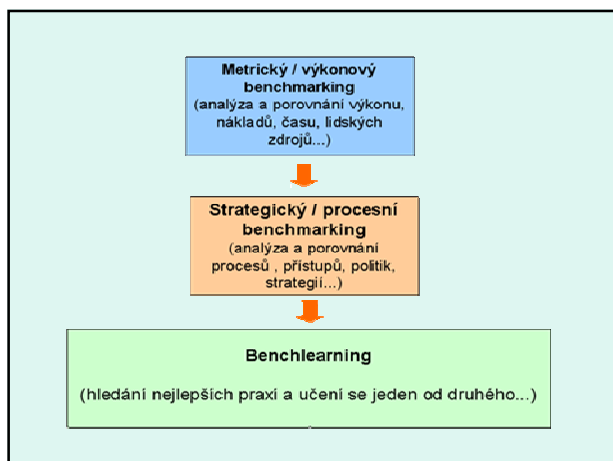 Metrický / výkonový
benchmarking
(analýza a porovnání výkonu,
nákladů, času, lidských
zdrojů...)
Strategický / procesní
benchmarking
(analýza a porovnání
procesů , přístupů, politik,
strategií...)
Benchlearning
(hledání nejlepších praxí a učení se jeden od druhého...)